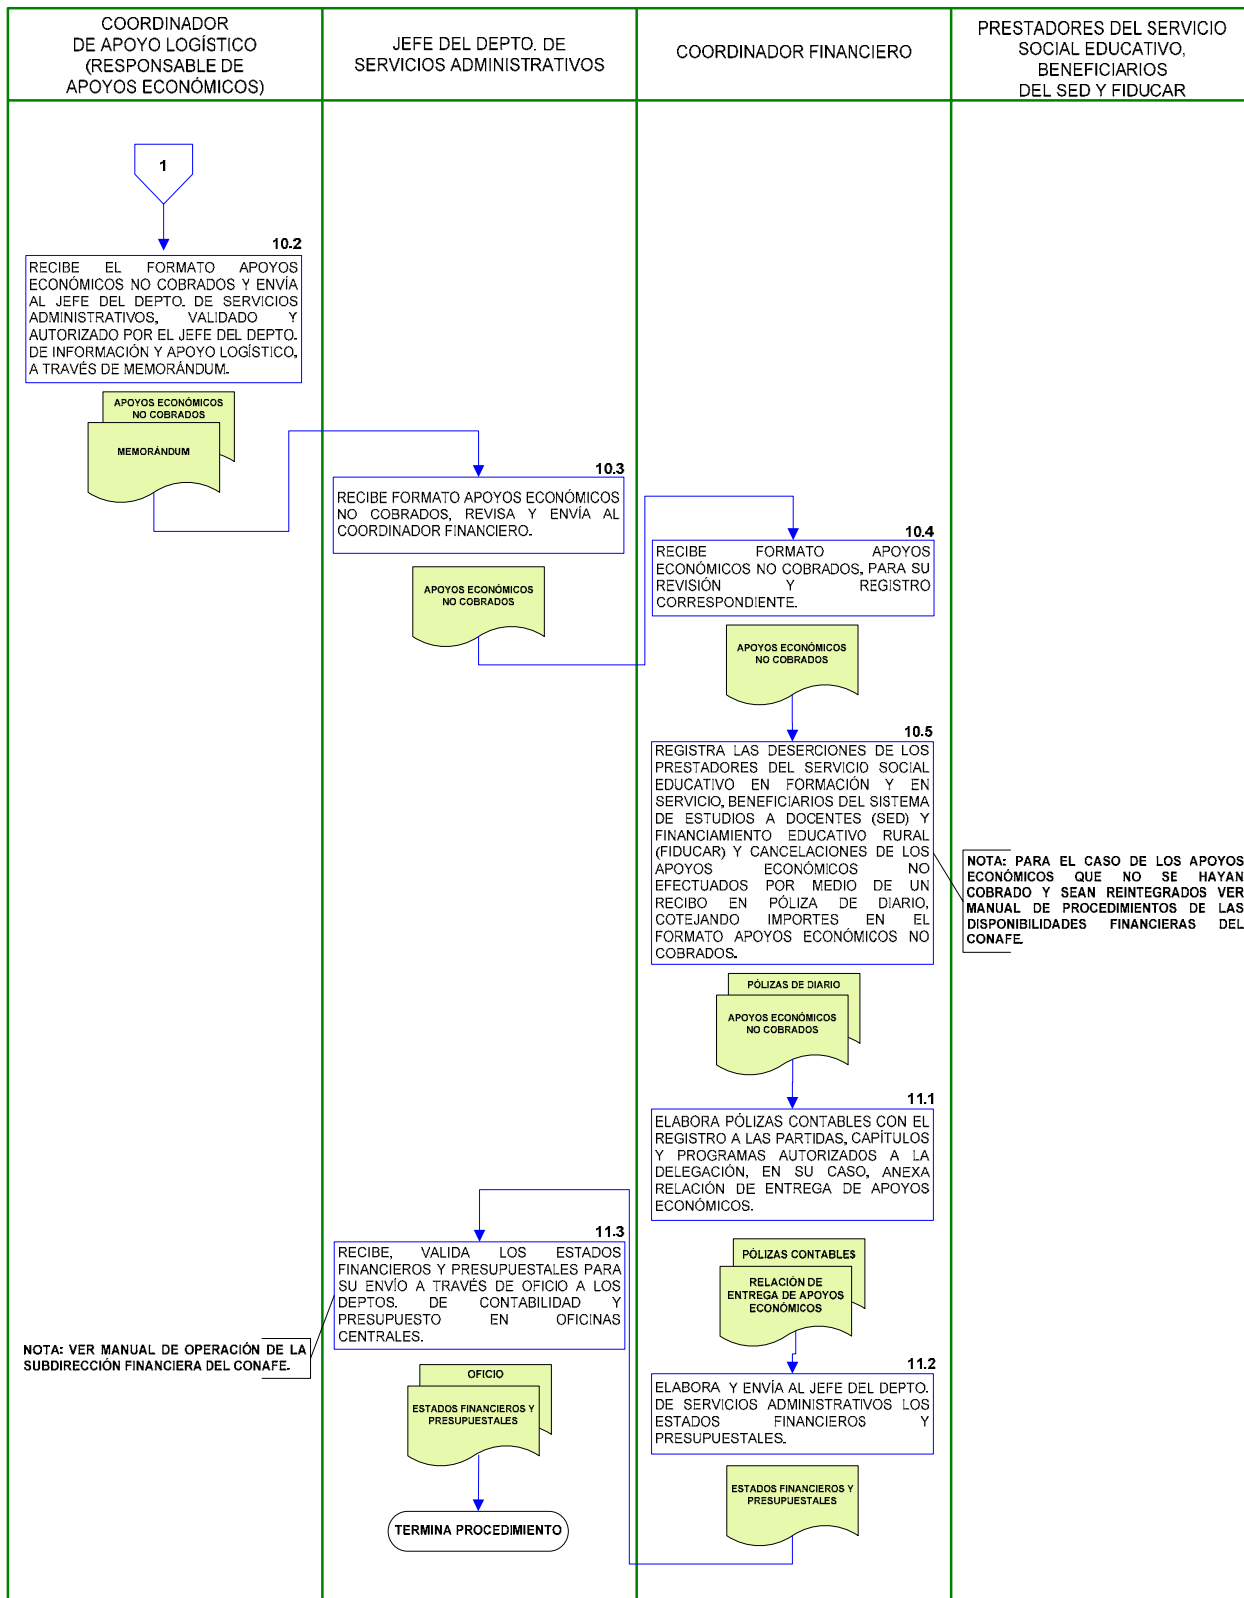 COORDINADOR
DE APOYO LOGÍSTICO
(RESPONSABLE DE
APOYOS ECONÓMICOS)
JEFE DEL DEPTO. DE
SERVICIOS ADMINISTRATIVOS
COORDINADOR FINANCIERO
PRESTADORES DEL SERVICIO
SOCIAL EDUCATIVO,
BENEFICIARIOS
DEL SED Y FIDUCAR
1
10.2
RECIBE EL FORMATO APOYOS
ECONÓMICOS NO COBRADOS Y ENVÍA
AL JEFE DEL DEPTO. DE SERVICIOS
ADMINISTRATIVOS, VALIDADO Y
AUTORIZADO POR EL JEFE DEL DEPTO.
DE INFORMACIÓN Y APOYO LOGÍSTICO,
A TRAVÉS DE MEMORÁNDUM.
APOYOS ECONÓMICOS
NO COBRADOS
MEMORÁNDUM
10.3
RECIBE FORMATO APOYOS ECONÓMICOS
NO COBRADOS, REVISA Y ENVÍA AL
COORDINADOR FINANCIERO.
APOYOS ECONÓMICOS
NO COBRADOS
10.4
RECIBE FORMATO APOYOS
ECONÓMICOS NO COBRADOS, PARA SU
REVISIÓN Y REGISTRO
CORRESPONDIENTE.
APOYOS ECONÓMICOS
NO COBRADOS
10.5
REGISTRA LAS DESERCIONES DE LOS
PRESTADORES DEL SERVICIO SOCIAL
EDUCATIVO EN FORMACIÓN Y EN
SERVICIO, BENEFICIARIOS DEL SISTEMA
DE ESTUDIOS A DOCENTES (SED) Y
FINANCIAMIENTO EDUCATIVO RURAL
(FIDUCAR) Y CANCELACIONES DE LOS
APOYOS ECONÓMICOS NO
EFECTUADOS POR MEDIO DE UN
RECIBO EN PÓLIZA DE DIARIO,
COTEJANDO IMPORTES EN EL
FORMATO APOYOS ECONÓMICOS NO
COBRADOS.
NOTA: PARA EL CASO DE LOS APOYOS
ECONÓMICOS QUE NO SE HAYAN
COBRADO Y SEAN REINTEGRADOS VER
MANUAL DE PROCEDIMIENTOS DE LAS
DISPONIBILIDADES FINANCIERAS DEL
CONAFE.
PÓLIZAS DE DIARIO
APOYOS ECONÓMICOS
NO COBRADOS
11.1
ELABORA PÓLIZAS CONTABLES CON EL
REGISTRO A LAS PARTIDAS, CAPÍTULOS
Y PROGRAMAS AUTORIZADOS A LA
DELEGACIÓN, EN SU CASO, ANEXA
RELACIÓN DE ENTREGA DE APOYOS
ECONÓMICOS.
PÓLIZAS CONTABLES
RELACIÓN DE
ENTREGA DE APOYOS
ECONÓMICOS
11.2
ELABORA Y ENVÍA AL JEFE DEL DEPTO.
DE SERVICIOS ADMINISTRATIVOS LOS
ESTADOS FINANCIEROS Y
PRESUPUESTALES.
ESTADOS FINANCIEROS Y
PRESUPUESTALES
11.3
RECIBE, VALIDA LOS ESTADOS
FINANCIEROS Y PRESUPUESTALES PARA
SU ENVÍO A TRAVÉS DE OFICIO A LOS
DEPTOS. DE CONTABILIDAD Y
PRESUPUESTO EN OFICINAS
CENTRALES.
NOTA: VER MANUAL DE OPERACIÓN DE LA
SUBDIRECCIÓN FINANCIERA DEL CONAFE.
OFICIO
ESTADOS FINANCIEROS Y
PRESUPUESTALES
TERMINA PROCEDIMIENTO